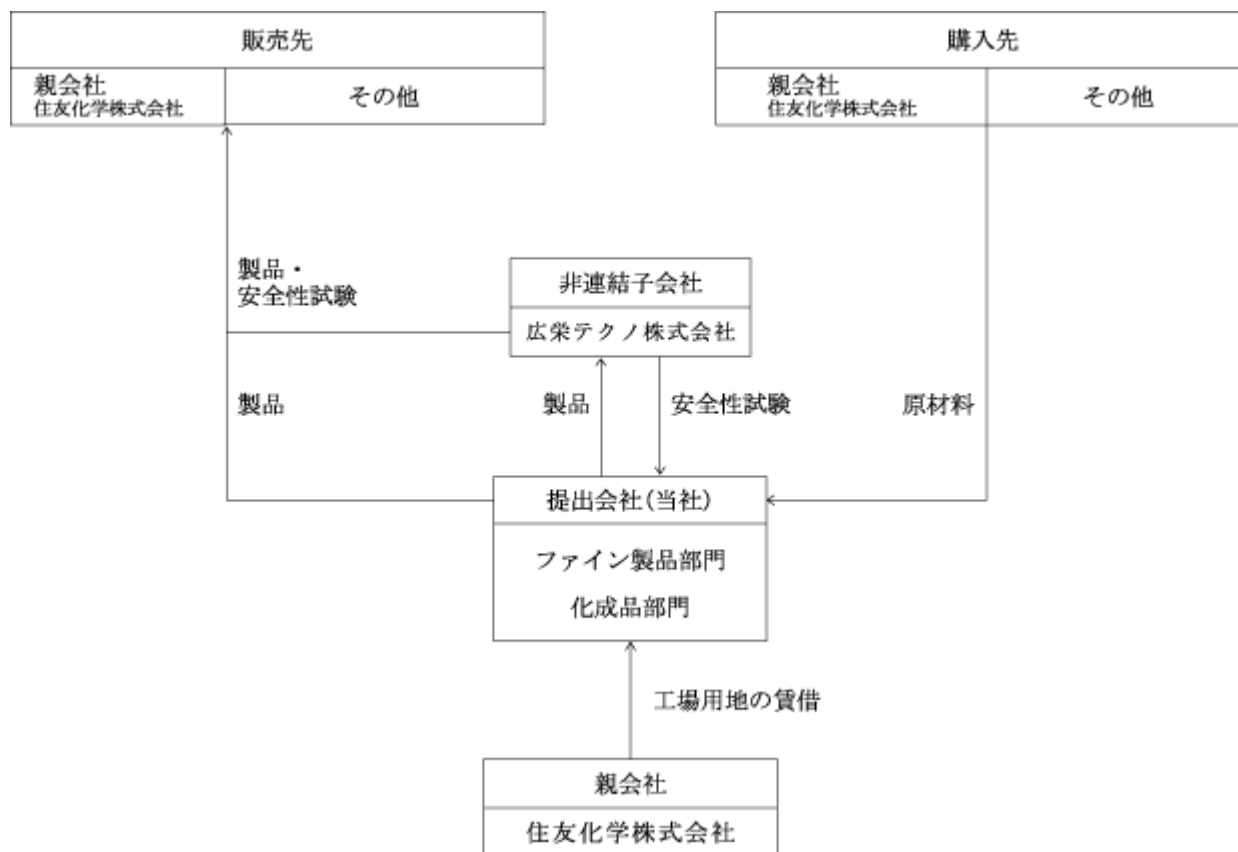 販売先
親会社
住友化学株式会社
その他
購入先
親会社
住友化学株式会社
その他
製品・
安全性試験
非連結子会社
広栄テクノ株式会社
製品
製品
安全性試験
原材料
提出会社(当社)
ファイン製品部門
化成品部門
工場用地の賃借
親会社
住友化学株式会社